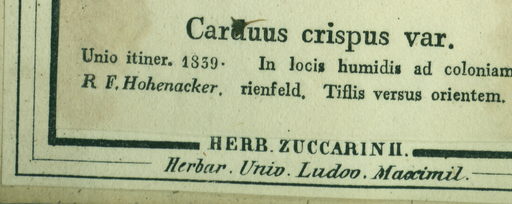 Carduus crispus var.
Unio itiner. 1839. In locis humidis ad coloniam
R. F. Hohenacker. rienfeld. Tiflis versus orientem.
HERB. ZUCCARINII.
Herbar. Univ. Ludov. Maximil.